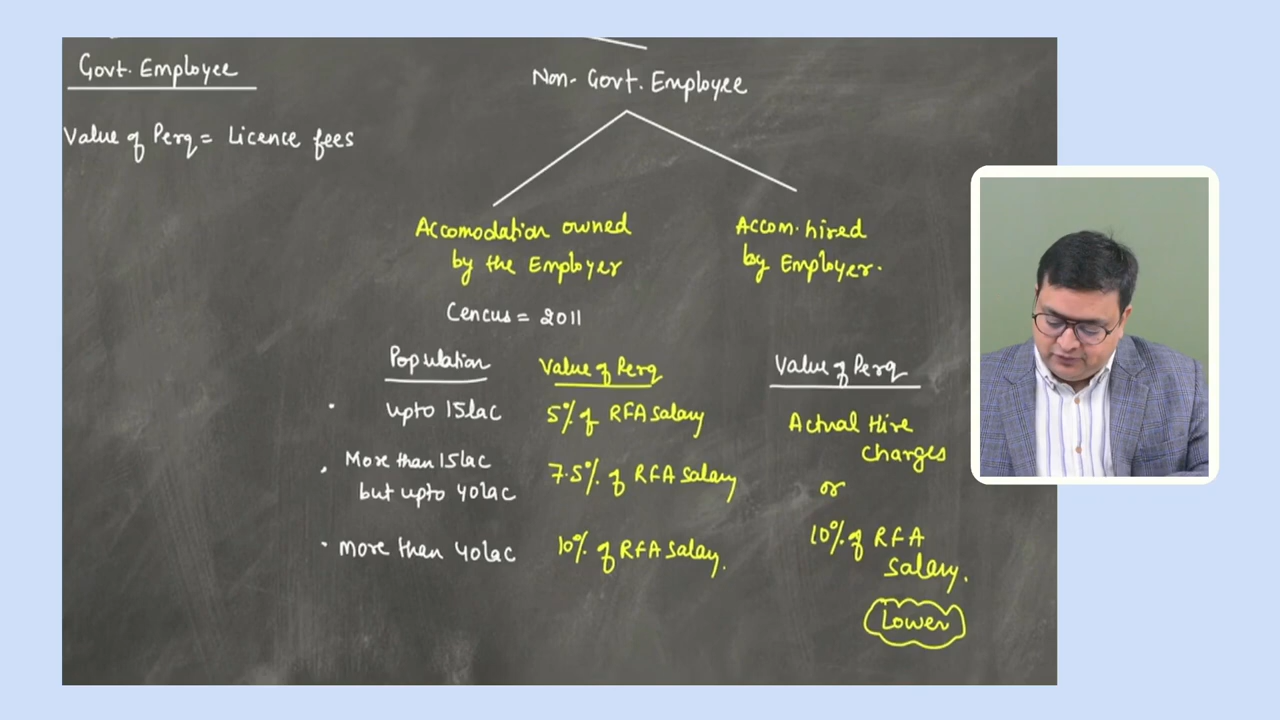 Govt. Employee
Value of Perq = Licence fees
Non- Govt. Employee
Accomodation owned
by the Employer
Cencus = 2011
Population
Value of Perq
upto 15lac
5% of RFA Salary
More than 15lac
but upto 40lac
7.5% of RFA Salary
more than 40lac
10% of RFA Salary.
Accom. hired
by Employer.
Value of Perq
Actual Hire
Charges
or
10% of RFA
Salary.
Lower